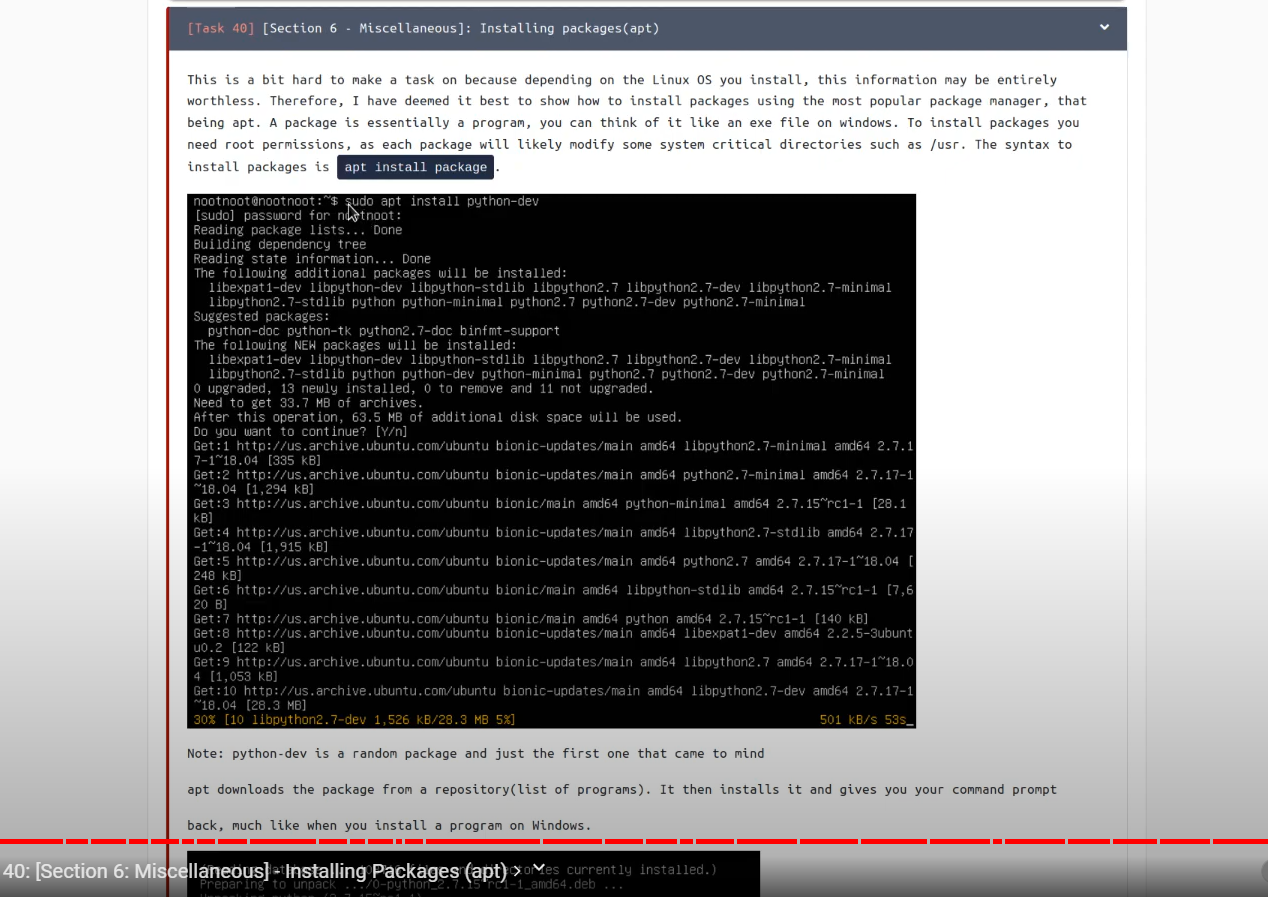 [Task 40] [Section 6 - Miscellaneous]: Installing packages(apt)
This is a bit hard to make a task on because depending on the Linux OS you install, this information may be entirely
worthless. Therefore, I have deemed it best to show how to install packages using the most popular package manager, that
being apt. A package is essentially a program, you can think of it like an exe file on windows. To install packages you
need root permissions, as each package will likely modify some system critical directories such as /usr. The syntax to
install packages is apt install package.
nootnoot@nootnoot:~$ sudo apt install python-dev
[sudo] password for nootnoot:
Reading package lists... Done
Building dependency tree
Reading state information... Done
The following additional packages will be installed:
libexpat1-dev libpython-dev libpython-stdlib libpython2.7 libpython2.7-dev libpython2.7-minimal
libpython2.7-stdlib python python-minimal python2.7 python2.7-dev python2.7-minimal
Suggested packages:
python-doc python-tk python2.7-doc binfmt-support
The following NEW packages will be installed:
libexpat1-dev libpython-dev libpython-stdlib libpython2.7 libpython2.7-dev libpython2.7-minimal
libpython2.7-stdlib python python-dev python-minimal python2.7 python2.7-dev python2.7-minimal
0 upgraded, 13 newly installed, 0 to remove and 11 not upgraded.
Need to get 33.7 MB of archives.
After this operation, 63.5 MB of additional disk space will be used.
Do you want to continue? [Y/n]
Get:1 http://us.archive.ubuntu.com/ubuntu bionic-updates/main amd64 libpython2.7-minimal amd64 2.7.1
7-1~18.04 [335 kB]
Get:2 http://us.archive.ubuntu.com/ubuntu bionic-updates/main amd64 python2.7-minimal amd64 2.7.17-1
~18.04 [1,294 kB]
Get:3 http://us.archive.ubuntu.com/ubuntu bionic/main amd64 python-minimal amd64 2.7.15~rc1-1 [28.1
kB]
Get:4 http://us.archive.ubuntu.com/ubuntu bionic-updates/main amd64 libpython2.7-stdlib amd64 2.7.17
-1~18.04 [1,915 kB]
Get:5 http://us.archive.ubuntu.com/ubuntu bionic-updates/main amd64 python2.7 amd64 2.7.17-1~18.04 [
248 kB]
Get:6 http://us.archive.ubuntu.com/ubuntu bionic/main amd64 libpython-stdlib amd64 2.7.15~rc1-1 [7,6
20 B]
Get:7 http://us.archive.ubuntu.com/ubuntu bionic/main amd64 python amd64 2.7.15~rc1-1 [140 kB]
Get:8 http://us.archive.ubuntu.com/ubuntu bionic-updates/main amd64 libexpat1-dev amd64 2.2.5-3ubunt
u0.2 [122 kB]
Get:9 http://us.archive.ubuntu.com/ubuntu bionic-updates/main amd64 libpython2.7 amd64 2.7.17-1~18.0
4 [1,053 kB]
Get:10 http://us.archive.ubuntu.com/ubuntu bionic-updates/main amd64 libpython2.7-dev amd64 2.7.17-1
~18.04 [28.3 MB]
30% [10 libpython2.7-dev 1,526 kB/28.3 MB 5%] 501 kB/s 53s_
Note: python-dev is a random package and just the first one that came to mind
apt downloads the package from a repository(list of programs). It then installs it and gives you your command prompt
back, much like when you install a program on Windows.
40: [Section 6: Miscellaneous] - Installing Packages (apt)
currently installed.)
Preparing to unpack .../0-python_2.7.15~rc1-1_amd64.deb ...